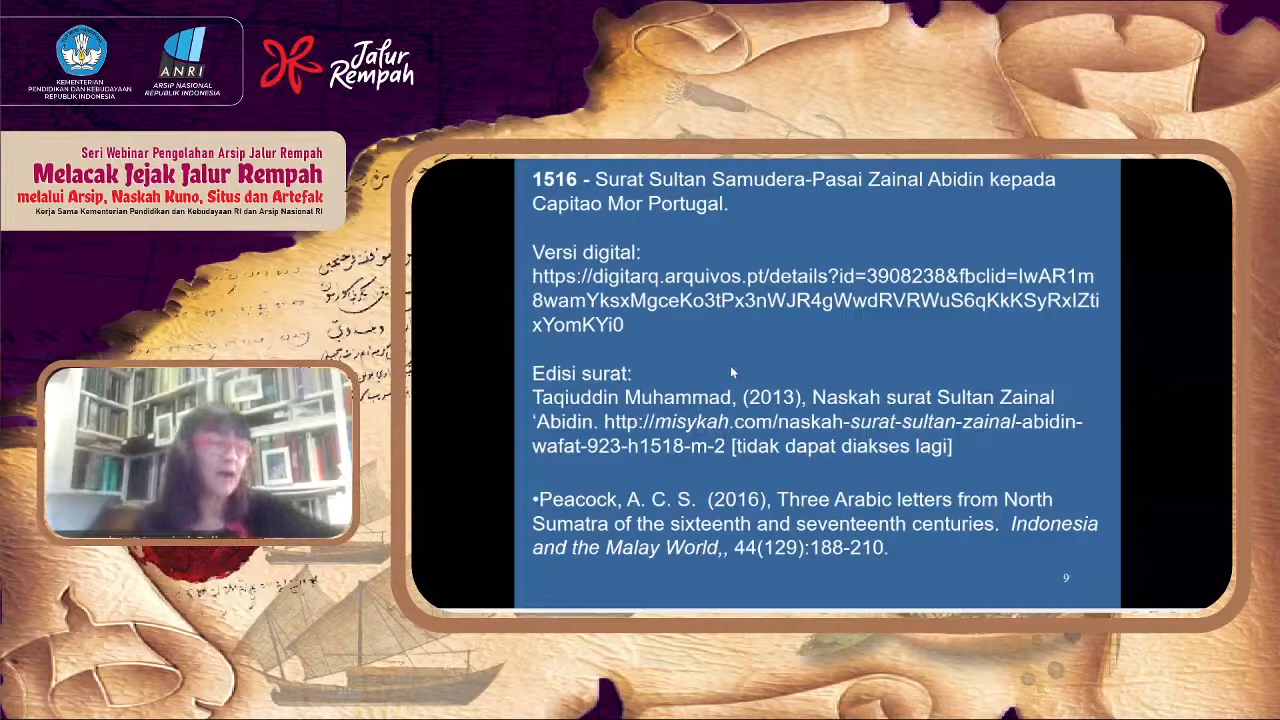 KEMENTERIAN
PENDIDIKAN DAN KEBUDAYAAN
REPUBLIK INDONESIA
ANRI
ARSIP NASIONAL
REPUBLIK INDONESIA
Jalur
Rempah
Seri Webinar Pengolahan Arsip Jalur Rempah
Melacak Jejak Jalur Rempah
melalui Arsip, Naskah Kuno, Situs dan Artefak
Kerja Sama Kementerian Pendidikan dan Kebudayaan RI dan Arsip Nasional RI
1516 - Surat Sultan Samudera-Pasai Zainal Abidin kepada
Capitao Mor Portugal.
Versi digital:
https://digitarq.arquivos.pt/details?id=3908238&fbclid=IwAR1m
8wamYksxMgceKo3tPx3nWJR4gWwdRVRWuS6qKkKSyRxIZti
xYomKYi0
Edisi surat:
Taqiuddin Muhammad, (2013), Naskah surat Sultan Zainal
‘Abidin. http://misykah.com/naskah-surat-sultan-zainal-abidin-
wafat-923-h1518-m-2 [tidak dapat diakses lagi]
•Peacock, A. C. S. (2016), Three Arabic letters from North
Sumatra of the sixteenth and seventeenth centuries. Indonesia
and the Malay World,, 44(129):188-210.
9